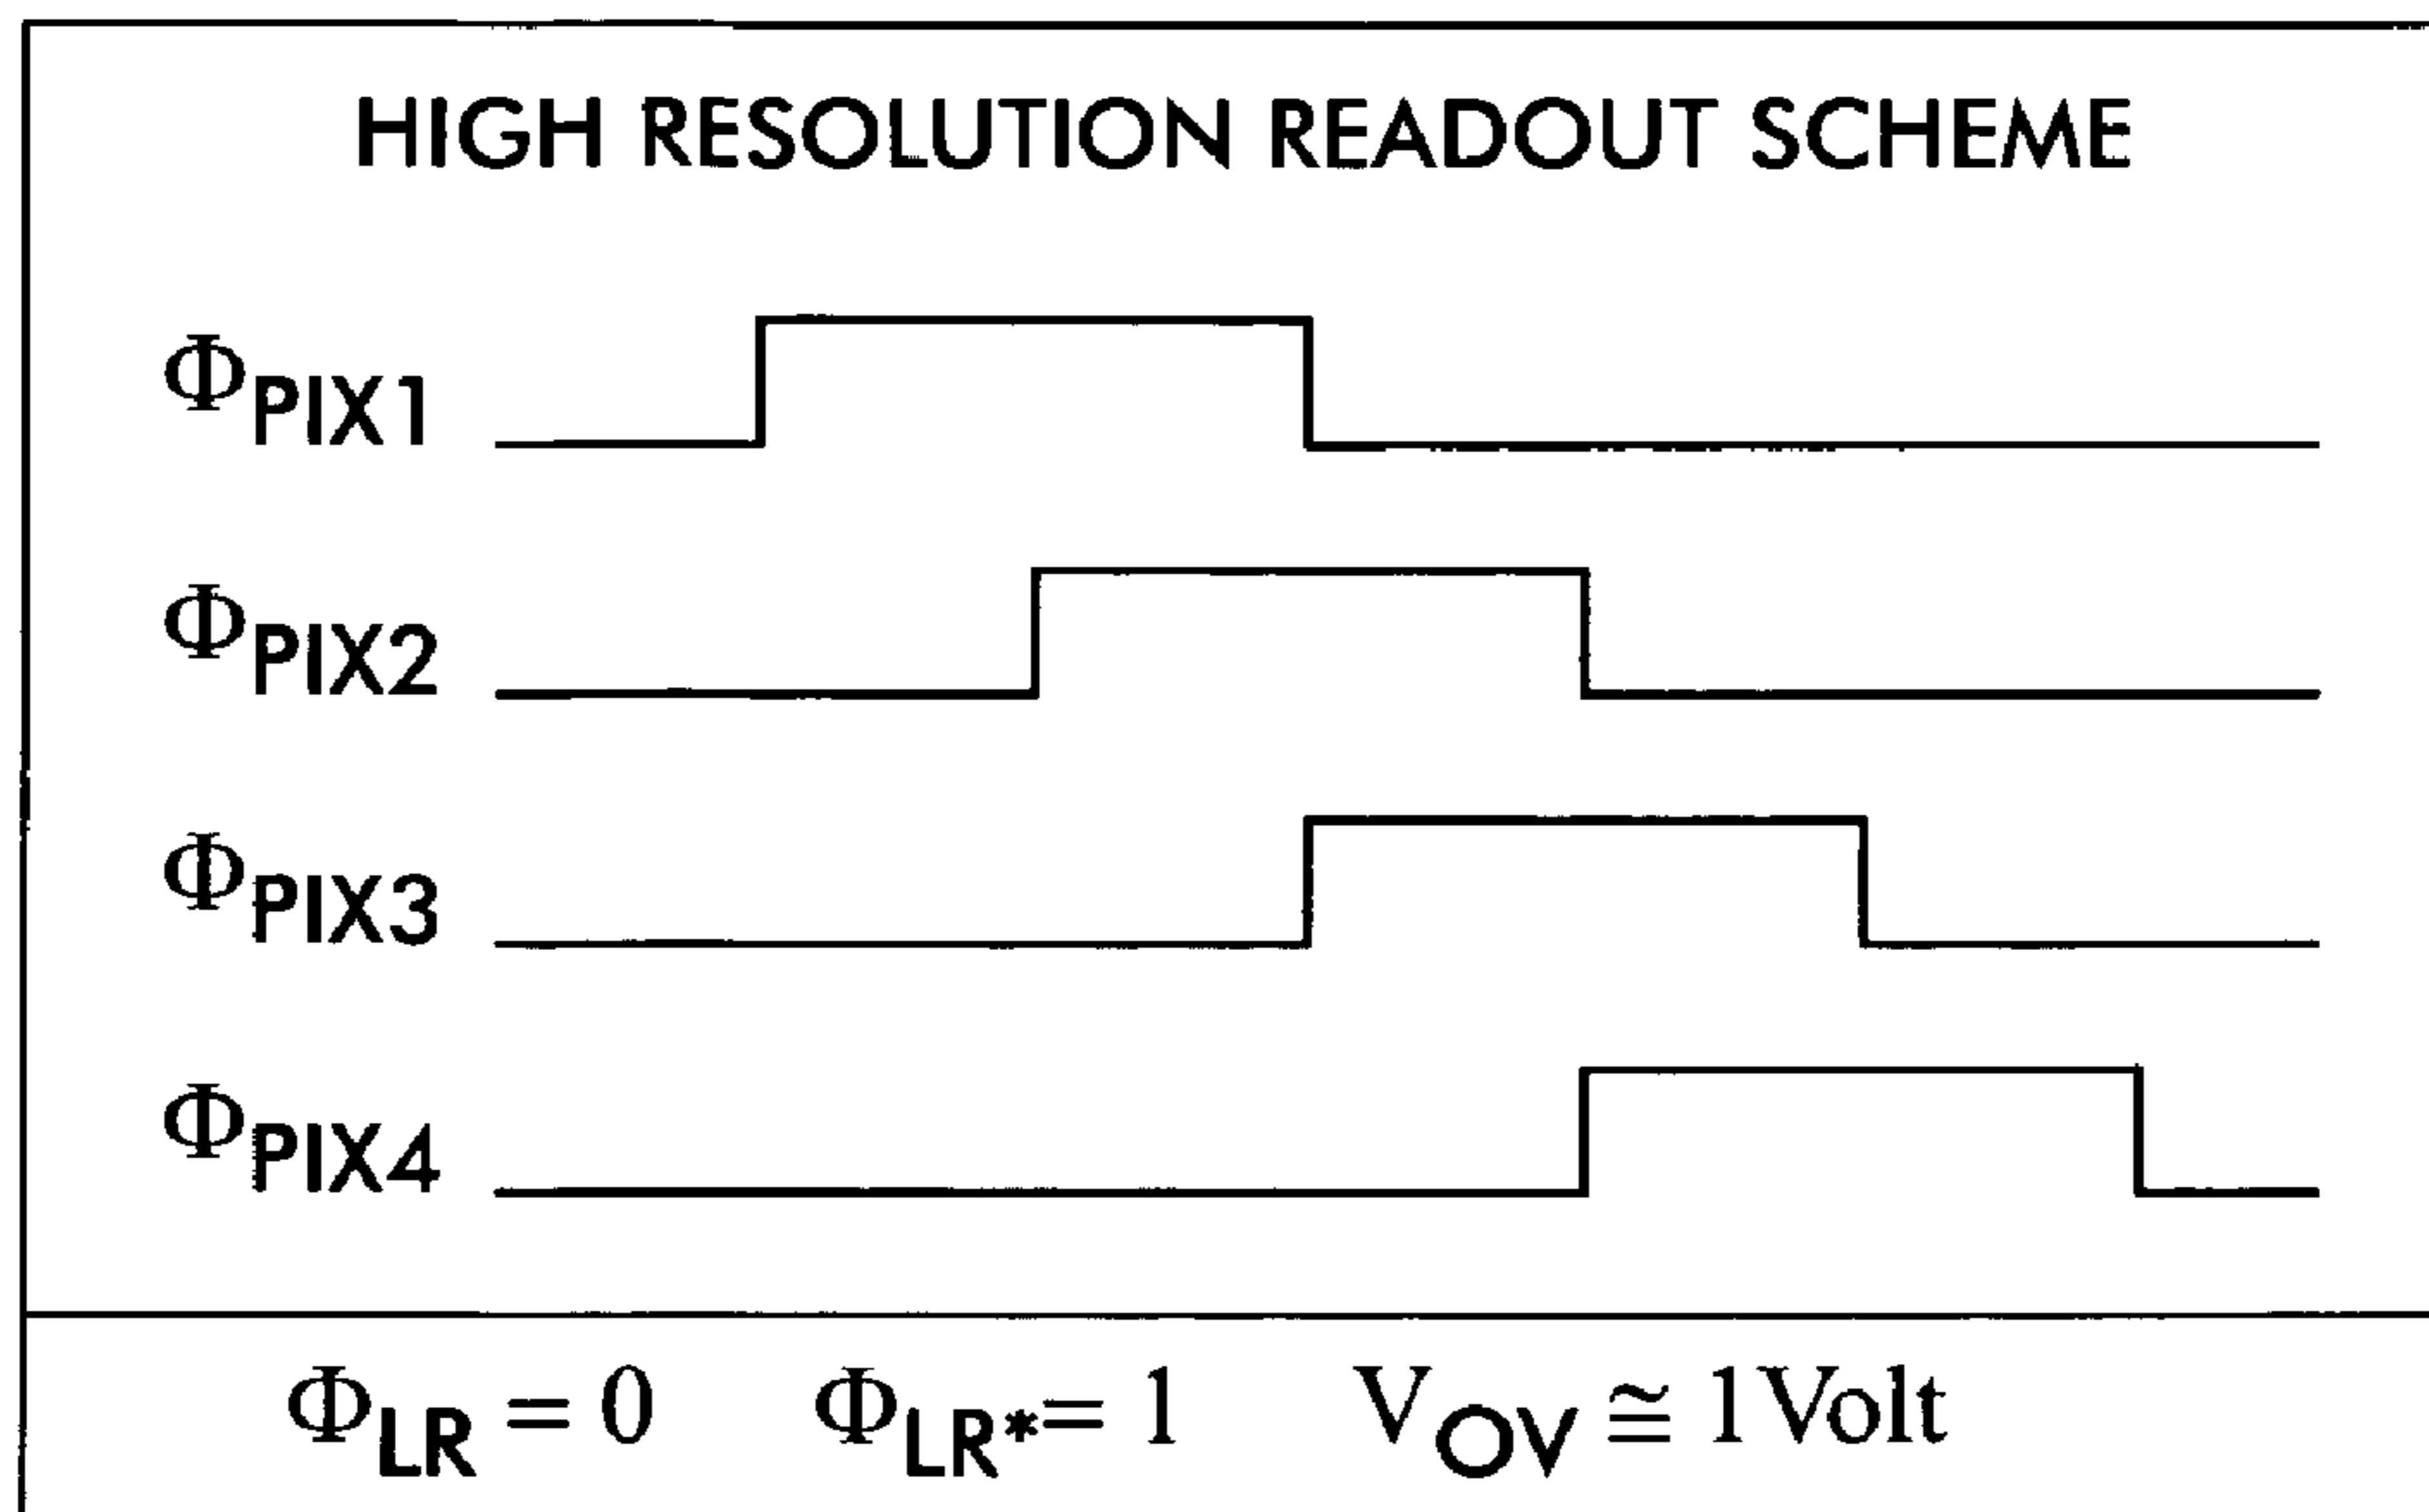 HIGH RESOLUTION READOUT SCHEME
ΦPIX1
ΦPIX2
ΦPIX3
ΦPIX4
ΦLR = 0 ΦLR*= 1 VOV ≅ 1Volt